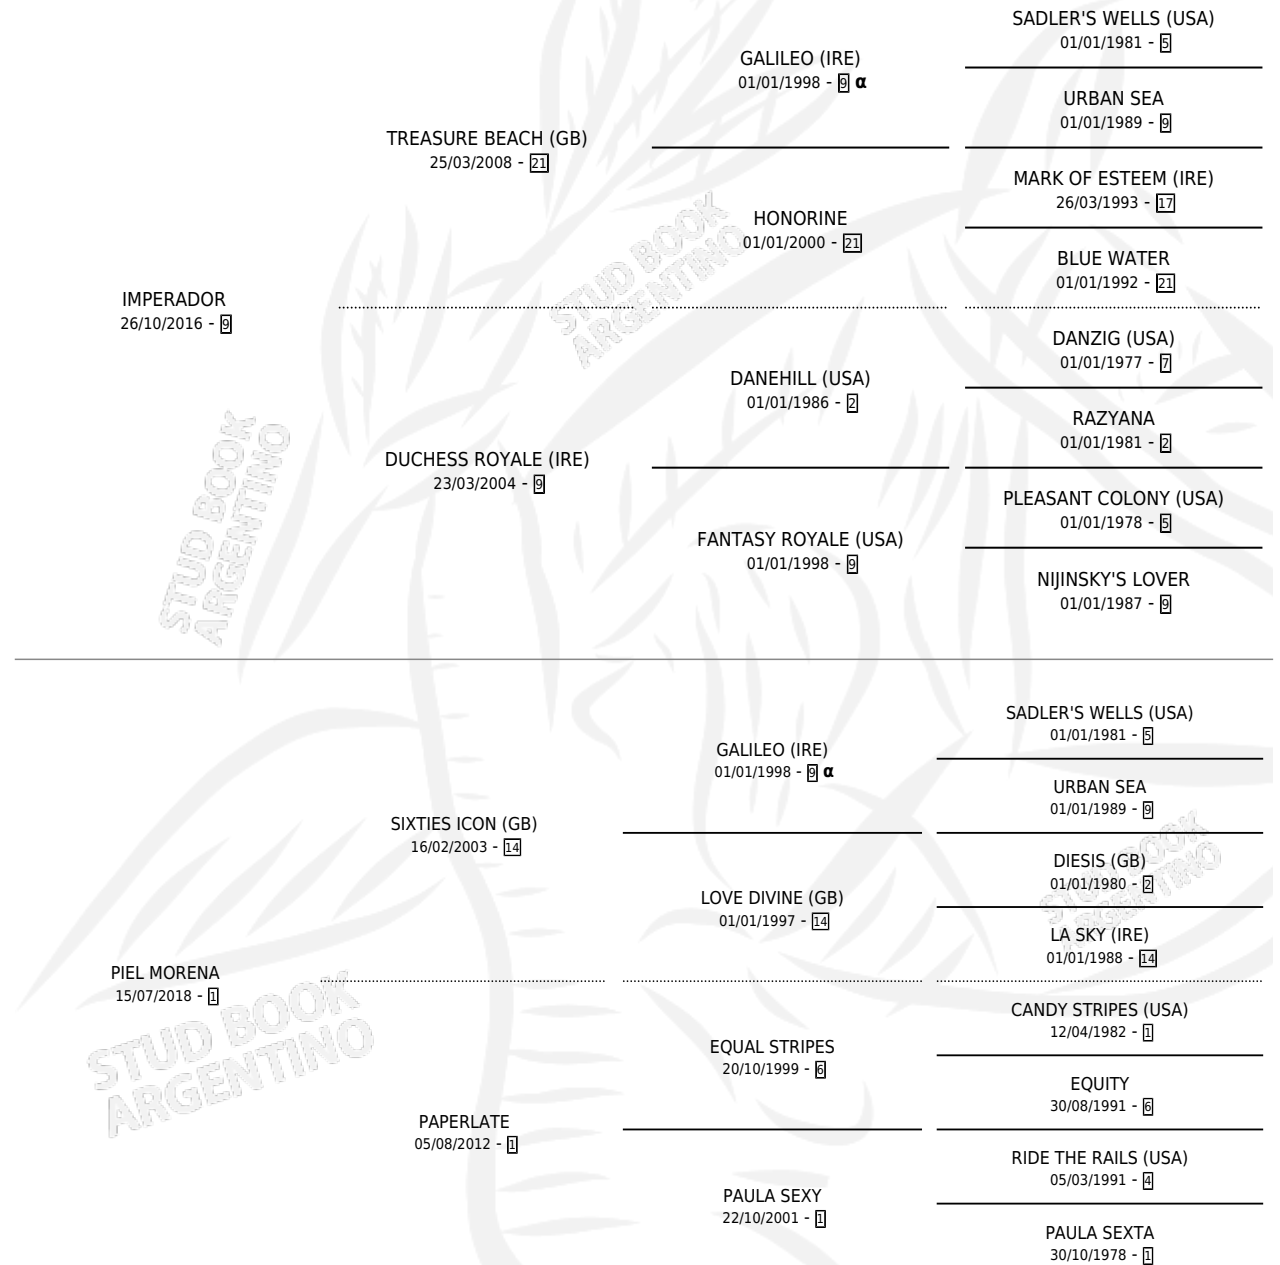 SADLER'S WELLS (USA)
01/01/1981 - 5
GALILEO (IRE)
01/01/1998 - 9 α
URBAN SEA
01/01/1989 - 9
TREASURE BEACH (GB)
25/03/2008 - 21
MARK OF ESTEEM (IRE)
26/03/1993 - 17
HONORINE
01/01/2000 - 21
BLUE WATER
01/01/1992 - 21
STUD BOOK
ARGENTINO
IMPERADOR
26/10/2016 - 9
DANZIG (USA)
01/01/1977 - 7
DANEHILL (USA)
01/01/1986 - 2
RAZYANA
01/01/1981 - 2
DUCHESS ROYALE (IRE)
23/03/2004 - 9
PLEASANT COLONY (USA)
01/01/1978 - 5
FANTASY ROYALE (USA)
01/01/1998 - 9
NIJINSKY'S LOVER
01/01/1987 - 9
STUD BOOK
ARGENTINO
SADLER'S WELLS (USA)
01/01/1981 - 5
GALILEO (IRE)
01/01/1998 - 9 α
URBAN SEA
01/01/1989 - 9
SIXTIES ICON (GB)
16/02/2003 - 14
DIESIS (GB)
01/01/1980 - 2
LOVE DIVINE (GB)
01/01/1997 - 14
LA SKY (IRE)
01/01/1988 - 14
STUD BOOK
ARGENTINO
PIEL MORENA
15/07/2018 - 1
CANDY STRIPES (USA)
12/04/1982 - 1
EQUAL STRIPES
20/10/1999 - 6
EQUITY
30/08/1991 - 6
STUD BOOK
ARGENTINO
PAPERLATE
05/08/2012 - 1
RIDE THE RAILS (USA)
05/03/1991 - 4
PAULA SEXY
22/10/2001 - 1
PAULA SEXTA
30/10/1978 - 1